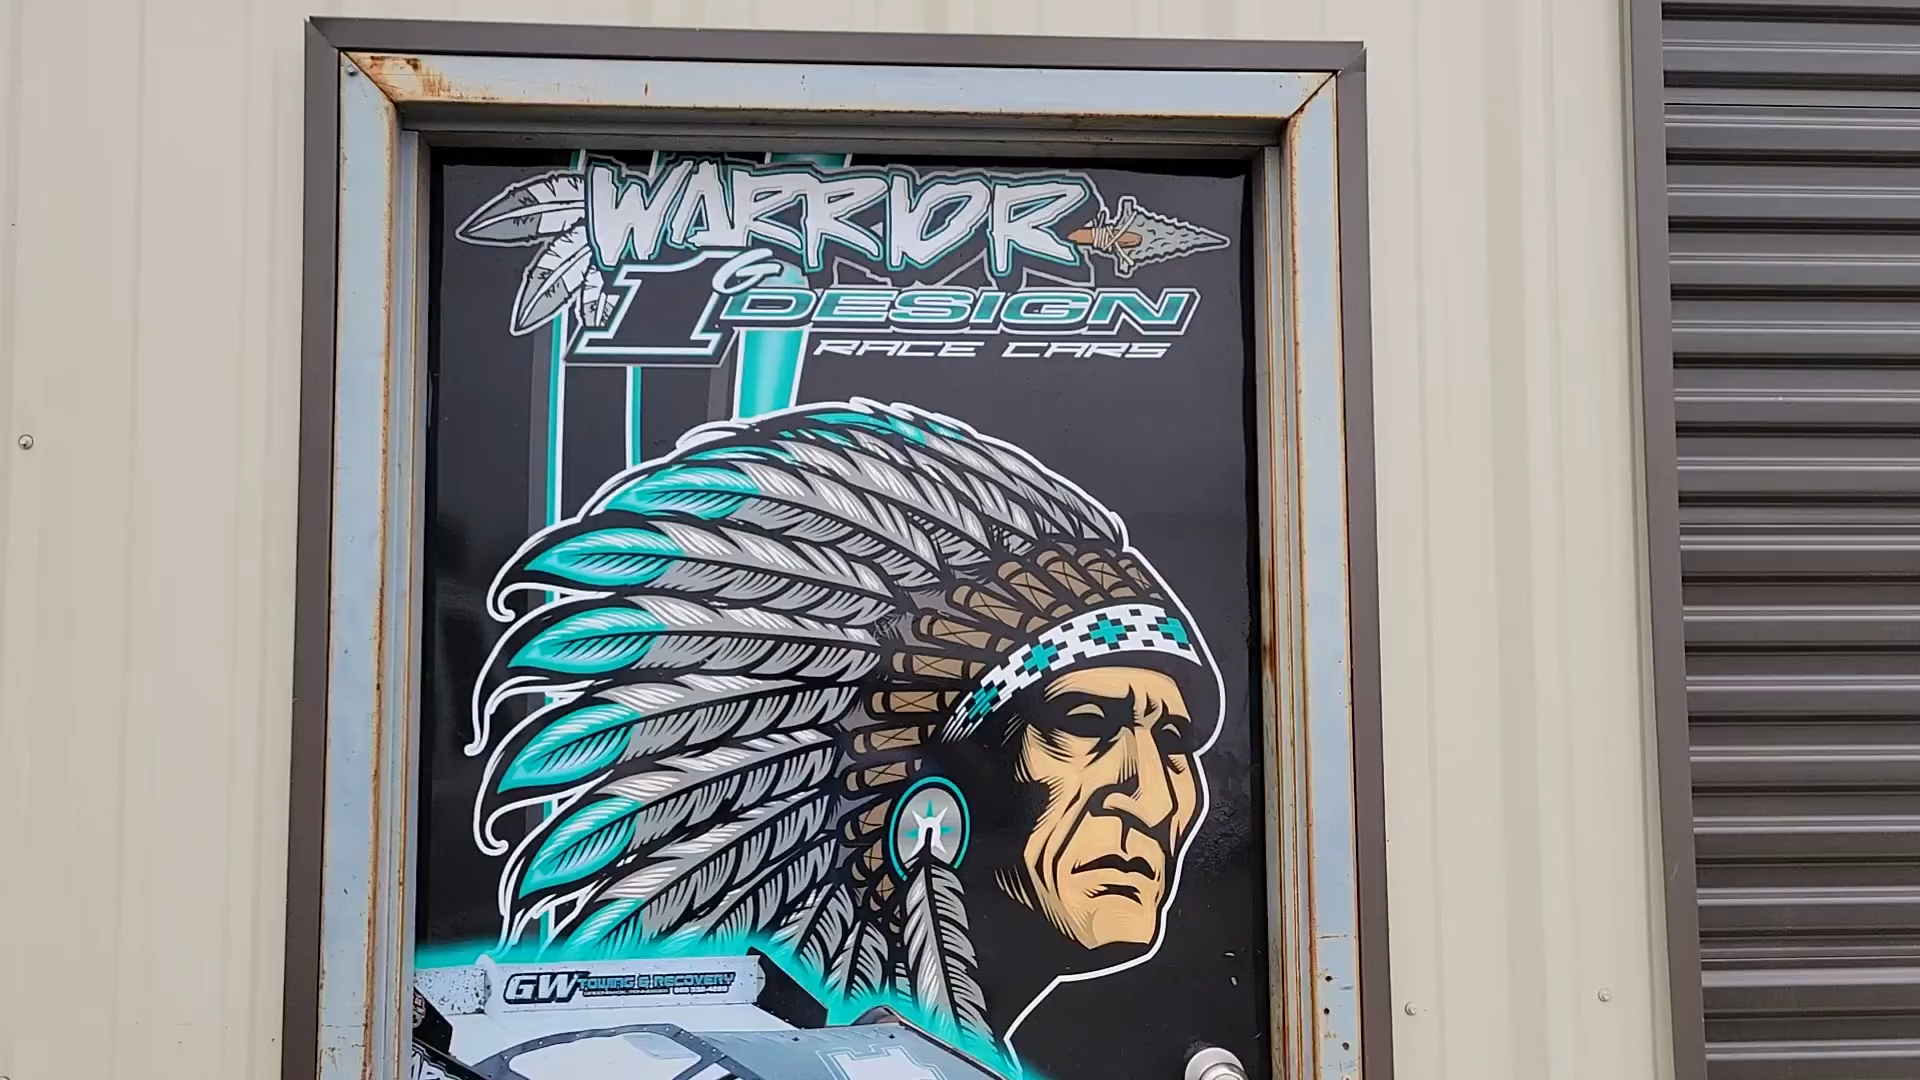 WARRIOR
1G DESIGN
RACE CARS
GW TOWING & RECOVERY